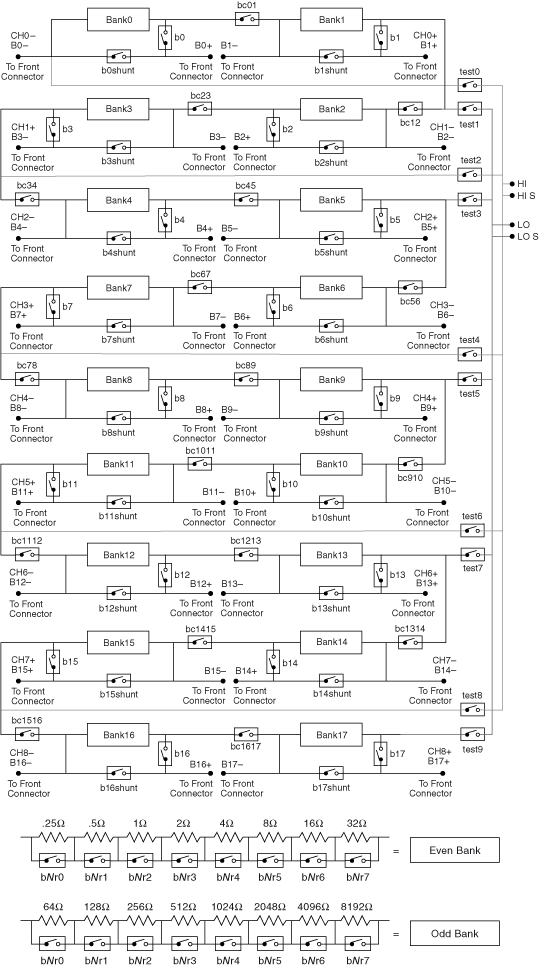 bc01
Bank0 Bank1
CH0– b0 b1 CH0+
B0– B0+ B1– B1+
To Front Connector b0shunt To Front Connector To Front Connector b1shunt To Front Connector
test0
bc23
Bank3 Bank2 bc12 test1
CH1+ b3 b2 CH1–
B3– B3– B2+ B2–
To Front Connector b3shunt To Front Connector To Front Connector b2shunt To Front Connector
test2
HI
HI S
bc34 bc45
Bank4 Bank5 test3
CH2– b4 b5 CH2+
B4– B4+ B5– B5+
LO
LO S
To Front Connector b4shunt To Front Connector To Front Connector b5shunt To Front Connector
bc67
Bank7 Bank6 bc56
CH3+ b7 b6 CH3–
B7+ B7– B6+ B6–
To Front Connector b7shunt To Front Connector To Front Connector b6shunt To Front Connector
test4
bc78 bc89
Bank8 Bank9 test5
CH4– b8 b9 CH4+
B8– B8+ B9– B9+
To Front Connector b8shunt To Front Connector To Front Connector b9shunt To Front Connector
bc1011
Bank11 Bank10 bc910
CH5+ b11 b10 CH5–
B11+ B11– B10+ B10–
To Front Connector b11shunt To Front Connector To Front Connector b10shunt To Front Connector
test6
bc1112 bc1213
Bank12 Bank13 test7
CH6– b12 b13 CH6+
B12– B12+ B13– B13+
To Front Connector b12shunt To Front Connector To Front Connector b13shunt To Front Connector
bc1415 bc1314
Bank15 Bank14
CH7+ b15 b14 CH7–
B15+ B15– B14+ B14–
To Front Connector b15shunt To Front Connector To Front Connector b14shunt To Front Connector
test8
bc1516
Bank16 bc1617 Bank17 test9
CH8– b16 b17 CH8+
B16– B16+ B17– B17+
To Front Connector b16shunt To Front Connector To Front Connector b17shunt To Front Connector
.25Ω .5Ω 1Ω 2Ω 4Ω 8Ω 16Ω 32Ω
= Even Bank
bNr0 bNr1 bNr2 bNr3 bNr4 bNr5 bNr6 bNr7
64Ω 128Ω 256Ω 512Ω 1024Ω 2048Ω 4096Ω 8192Ω
= Odd Bank
bNr0 bNr1 bNr2 bNr3 bNr4 bNr5 bNr6 bNr7